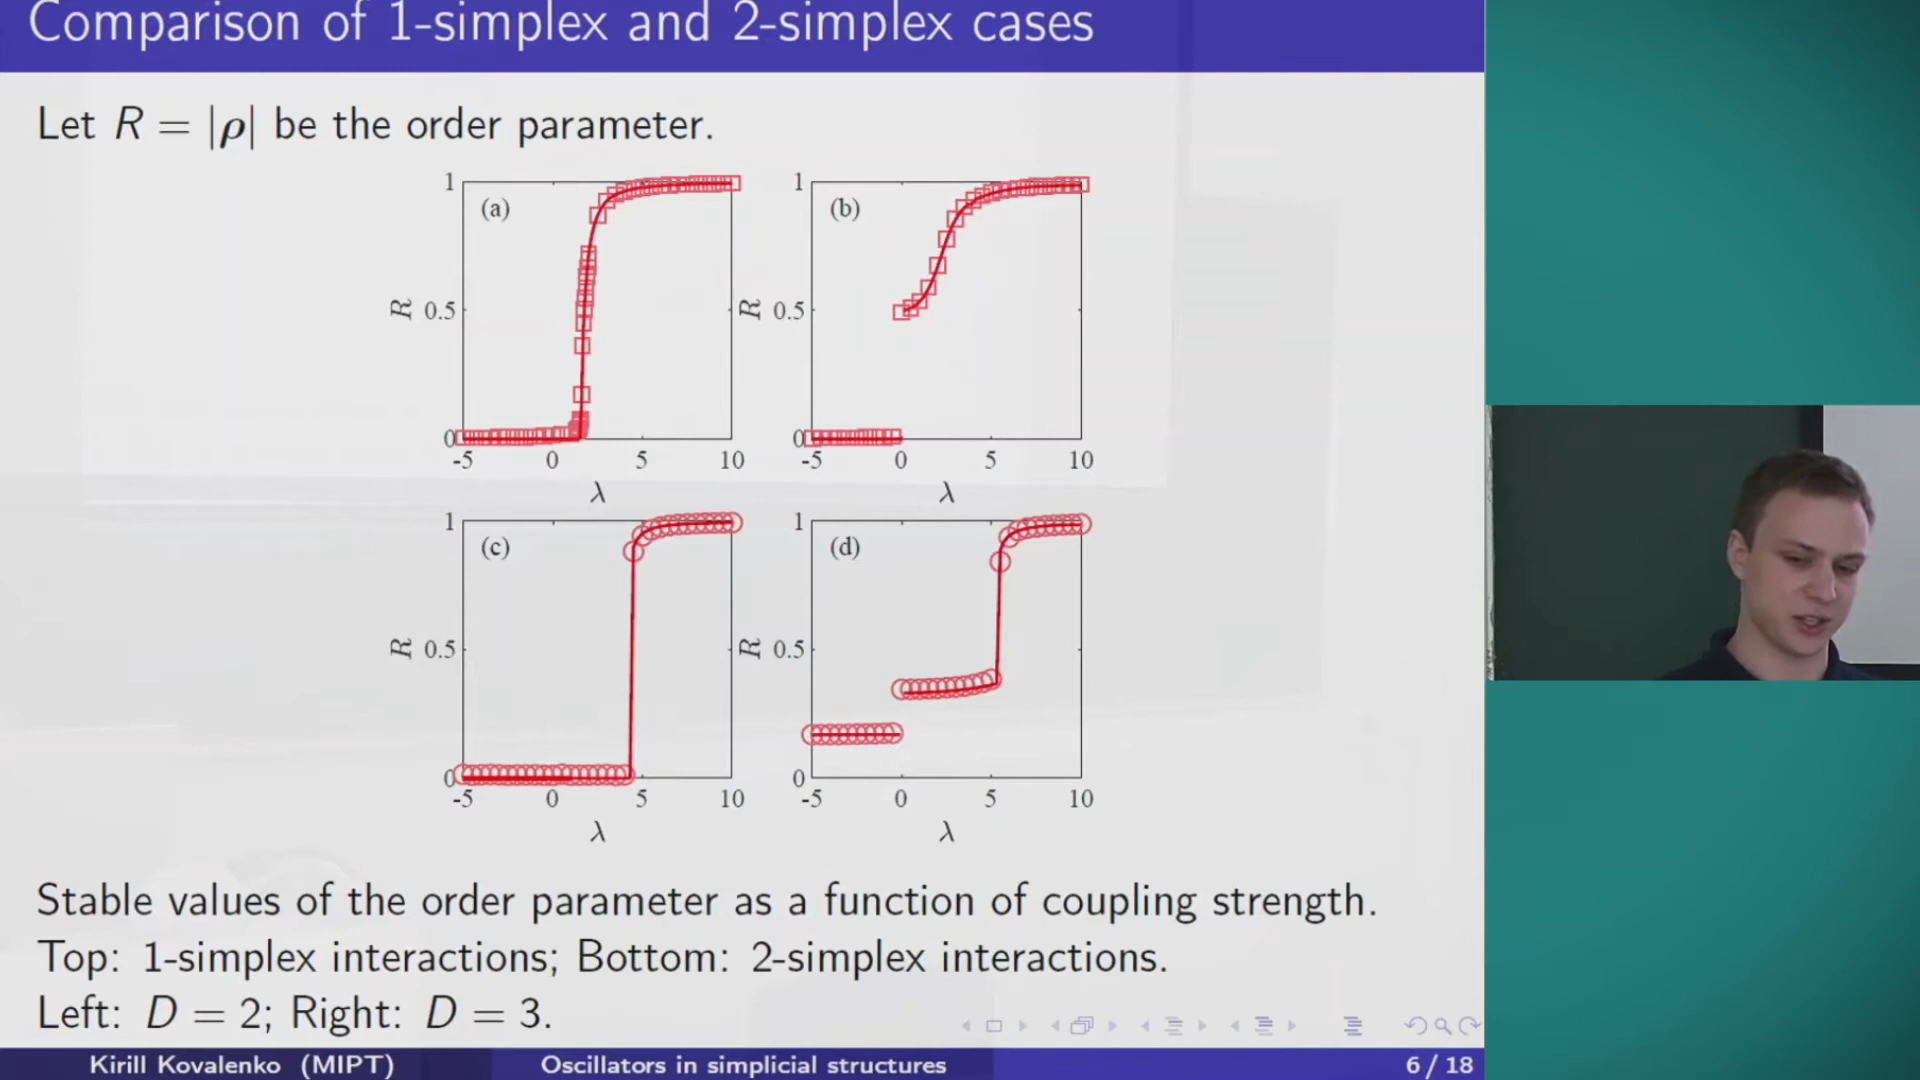 Comparison of 1-simplex and 2-simplex cases
Let R = |ρ| be the order parameter.
(a)
1
R 0.5
0
-5 0 5 10
λ
(b)
1
R 0.5
0
-5 0 5 10
λ
(c)
1
R 0.5
0
-5 0 5 10
λ
(d)
1
R 0.5
0
-5 0 5 10
λ
Stable values of the order parameter as a function of coupling strength.
Top: 1-simplex interactions; Bottom: 2-simplex interactions.
Left: D = 2; Right: D = 3.
Kirill Kovalenko (MIPT) Oscillators in simplicial structures 6 / 18